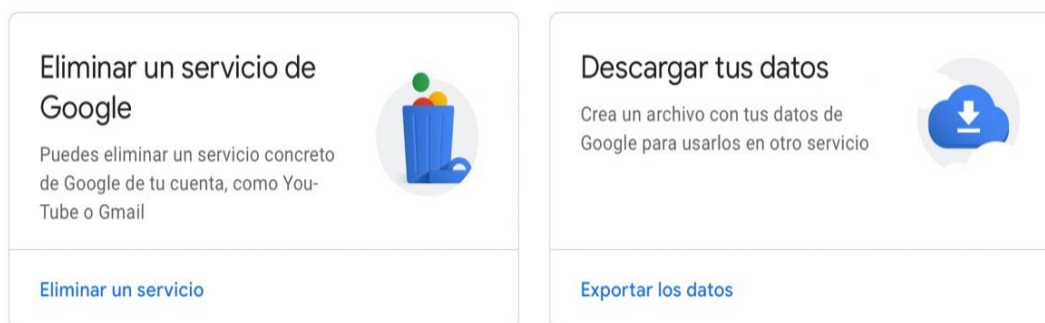 Eliminar un servicio de
Google
Puedes eliminar un servicio concreto
de Google de tu cuenta, como You-
Tube o Gmail
Eliminar un servicio
Descargar tus datos
Crea un archivo con tus datos de
Google para usarlos en otro servicio
Exportar los datos